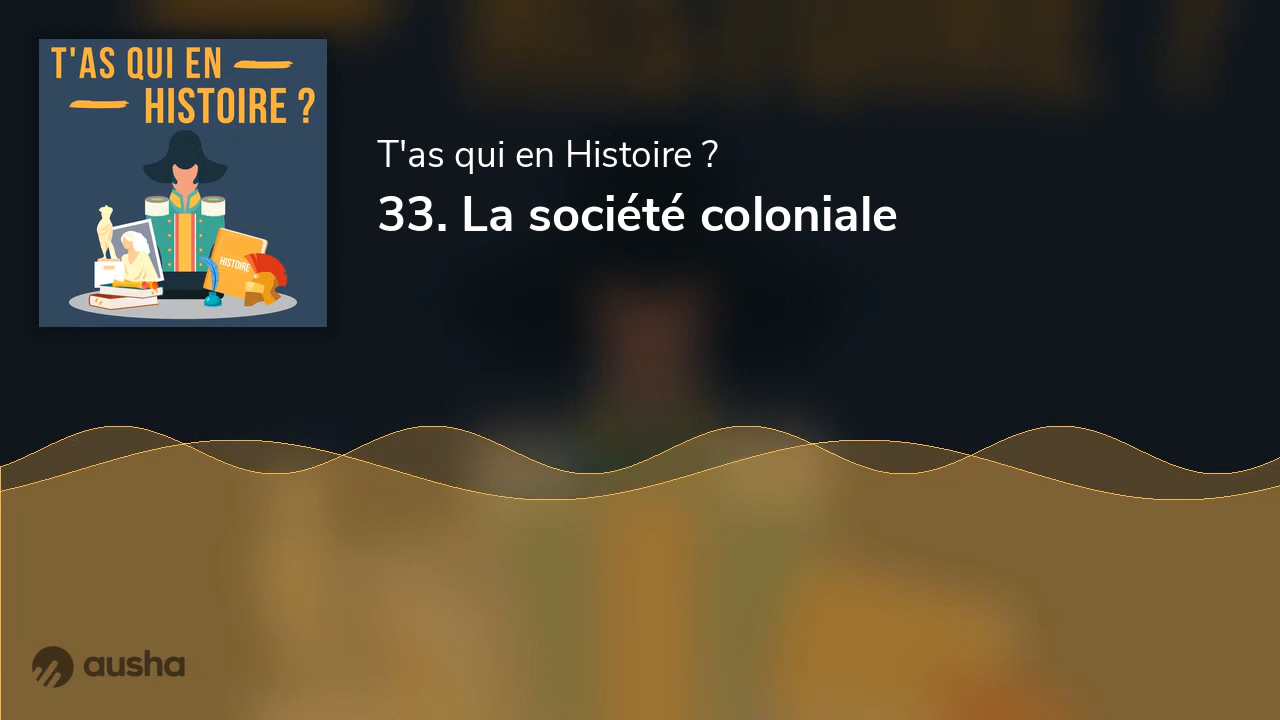 T'AS QUI EN
HISTOIRE ?
HISTOIRE
T'as qui en Histoire ?
33. La société coloniale
ausha